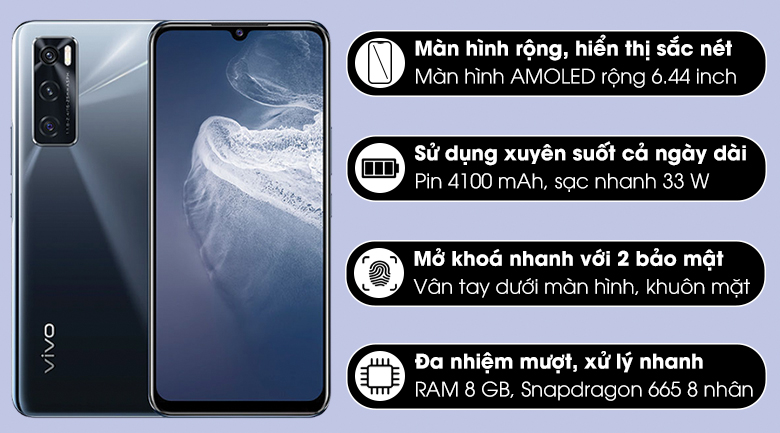 vivo
Màn hình rộng, hiển thị sắc nét
Màn hình AMOLED rộng 6.44 inch
Sử dụng xuyên suốt cả ngày dài
Pin 4100 mAh, sạc nhanh 33 W
Mở khoá nhanh với 2 bảo mật
Vân tay dưới màn hình, khuôn mặt
Đa nhiệm mượt, xử lý nhanh
RAM 8 GB, Snapdragon 665 8 nhân